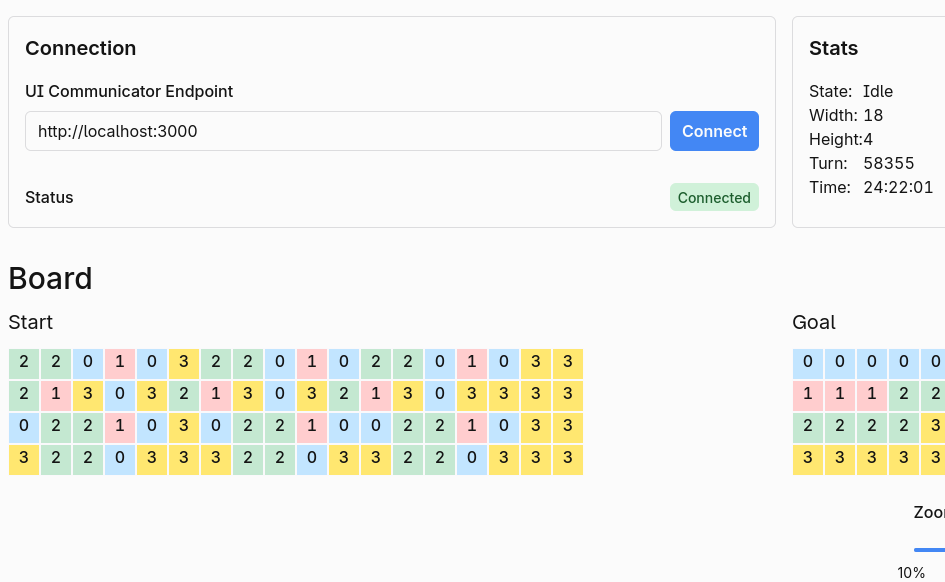 Connection
UI Communicator Endpoint
http://localhost:3000
Connect
Status
Connected
Stats
State: Idle
Width: 18
Height:4
Turn: 58355
Time: 24:22:01
Board
Start
2 2 0 1 0 3 2 2 0 1 0 2 2 0 1 0 3 3
2 1 3 0 3 2 1 3 0 3 2 1 3 0 3 3 3 3
0 2 2 1 0 3 0 2 2 1 0 0 2 2 1 0 3 3
3 2 2 0 3 3 3 2 2 0 3 3 2 2 0 3 3 3
Goal
0 0 0 0 0
1 1 1 2 2
2 2 2 2 3
3 3 3 3 3
10%